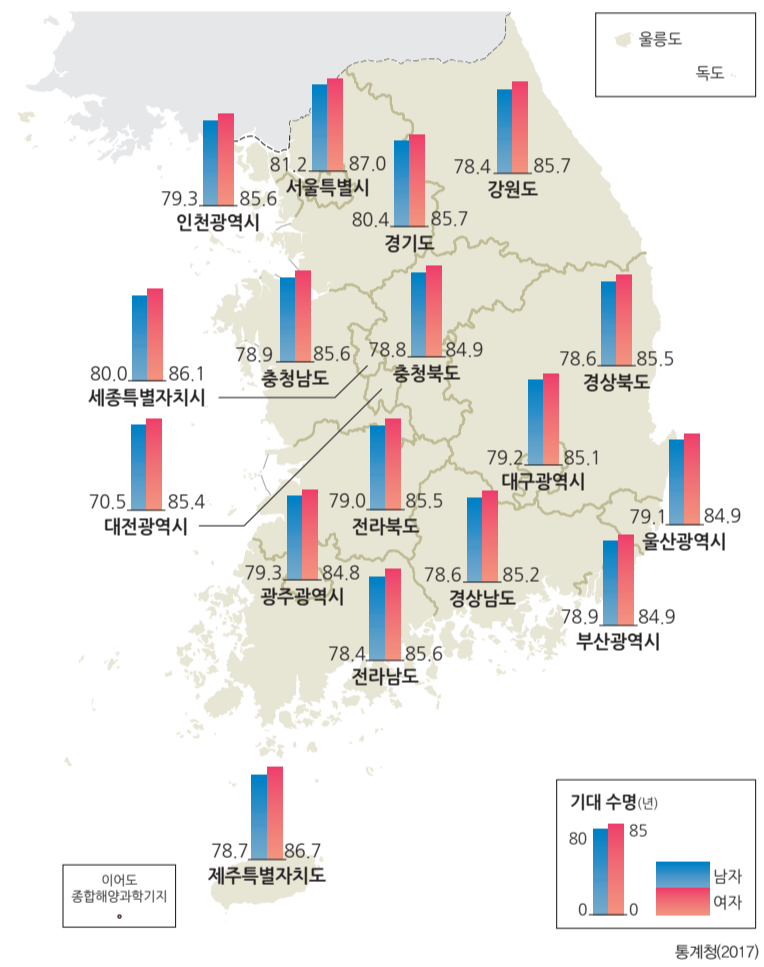 울릉도
독도
81.2 87.0
서울특별시
78.4 85.7
강원도
79.3 85.6
인천광역시
80.4 85.7
경기도
78.9 85.6
충청남도
78.8 84.9
충청북도
78.6 85.5
경상북도
80.0 86.1
세종특별자치시
79.2 85.1
대구광역시
70.5 85.4
대전광역시
79.0 85.5
전라북도
79.1 84.9
울산광역시
79.3 84.8
광주광역시
78.6 85.2
경상남도
78.9 84.9
부산광역시
78.4 85.6
전라남도
78.7 86.7
제주특별자치도
이어도
종합해양과학기지
기대 수명(년)
80 85
0 0
남자
여자
통계청(2017)